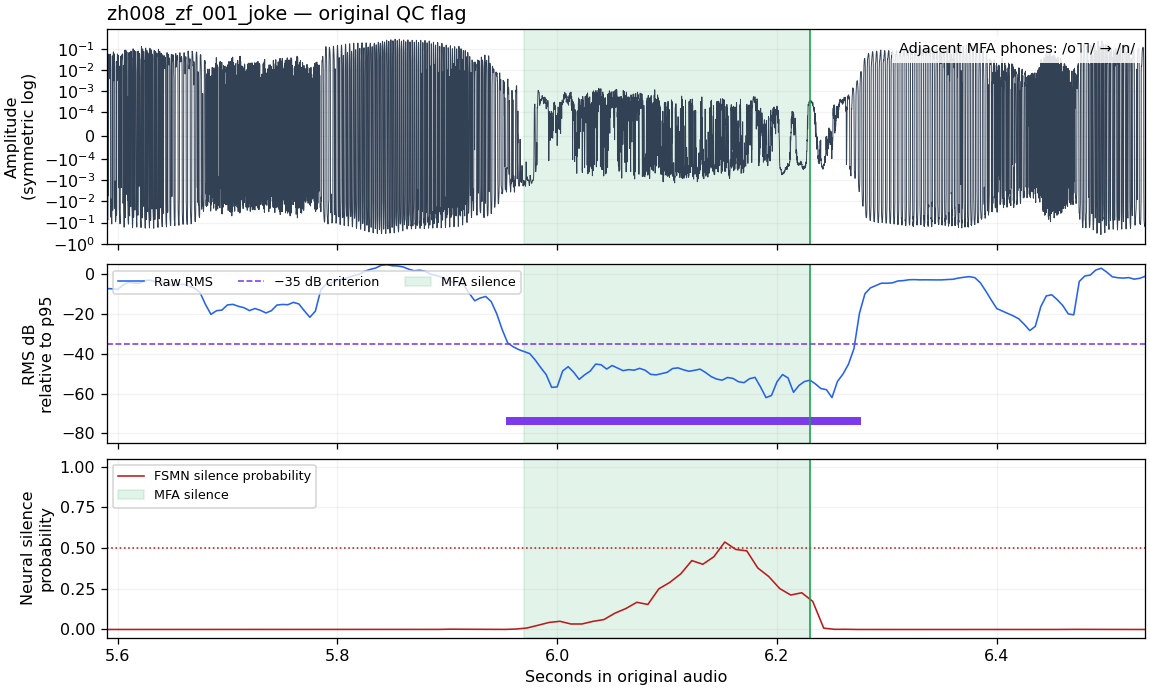 zh008_zf_001_joke — original QC flag
Adjacent MFA phones: /o˥˥/ → /n/
Amplitude
(symmetric log)
10⁻¹
10⁻²
10⁻³
10⁻⁴
0
−10⁻⁴
−10⁻³
−10⁻²
−10⁻¹
−10⁰
Raw RMS
−35 dB criterion
MFA silence
RMS dB
relative to p95
0
−20
−40
−60
−80
FSMN silence probability
MFA silence
Neural silence
probability
1.00
0.75
0.50
0.25
0.00
5.6 5.8 6.0 6.2 6.4
Seconds in original audio